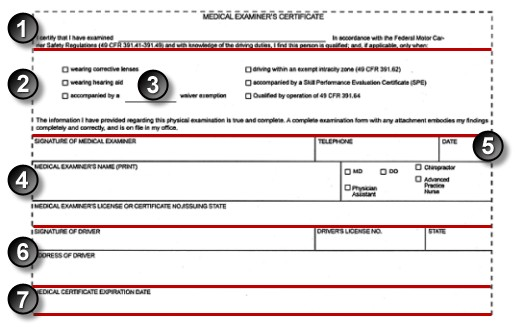 MEDICAL EXAMINER'S CERTIFICATE
1
I certify that I have examined In accordance with the Federal Motor Car-
rier Safety Regulations (49 CFR 391.41-391.49) and with knowledge of the driving duties, I find this person is qualified; and, if applicable, only when:
wearing corrective lenses driving within an exempt intracity zone (49 CFR 391.62)
2 wearing hearing aid 3 accompanied by a Skill Performance Evaluation Certificate (SPE)
accompanied by a waiver exemption Qualified by operation of 49 CFR 391.64
The information I have provided regarding this physical examination is true and complete. A complete examination form with any attachment embodies my findings
completely and correctly, and is on file in my office.
SIGNATURE OF MEDICAL EXAMINER TELEPHONE DATE 5
MEDICAL EXAMINER'S NAME (PRINT)
4
MD DO Chiropractor
Physician Assistant
Advanced Practice Nurse
MEDICAL EXAMINER'S LICENSE OR CERTIFICATE NO./ISSUING STATE
SIGNATURE OF DRIVER DRIVER'S LICENSE NO. STATE
6
ADDRESS OF DRIVER
7
MEDICAL CERTIFICATE EXPIRATION DATE